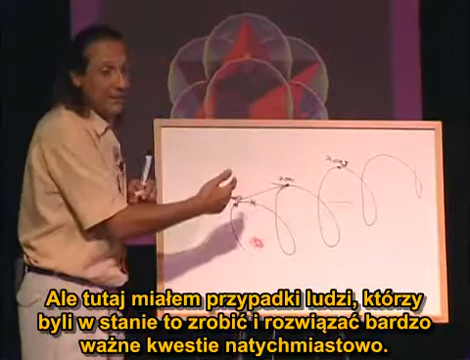 Ale tutaj miałem przypadki ludzi, którzy
byli w stanie to zrobić i rozwiązać bardzo
ważne kwestie natychmiastowo.